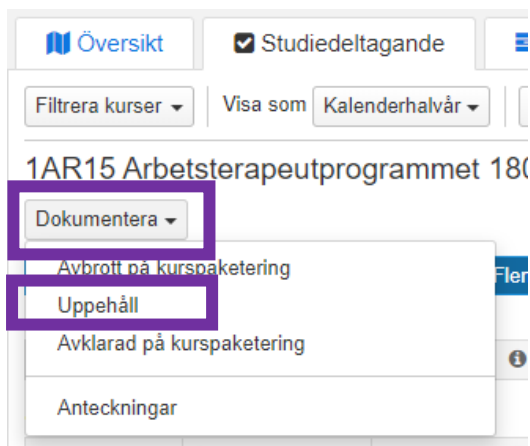 Översikt
Studiedeltagande
Filtrera kurser
Visa som
Kalenderhalvår
1AR15 Arbetsterapeutprogrammet 180
Dokumentera
Avbrott på kurspaketering
Fler
Uppehåll
Avklarad på kurspaketering
Anteckningar